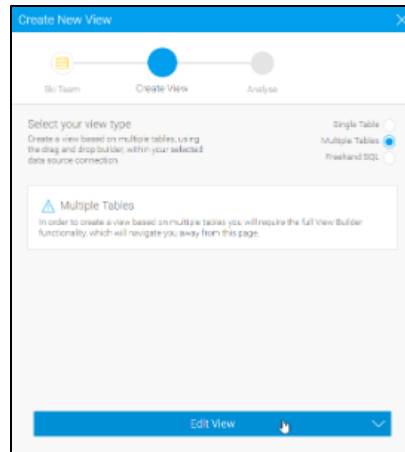 Create New View
Ski Team
Create View
Analyse
Select your view type
Create a view based on multiple tables, using
the drag and drop builder, within your selected
data source connection
Single Table
Multiple Tables
Freehand SQL
Multiple Tables
In order to create a view based on multiple tables you will require the full View Builder
functionality, which will navigate you away from this page.
Edit View